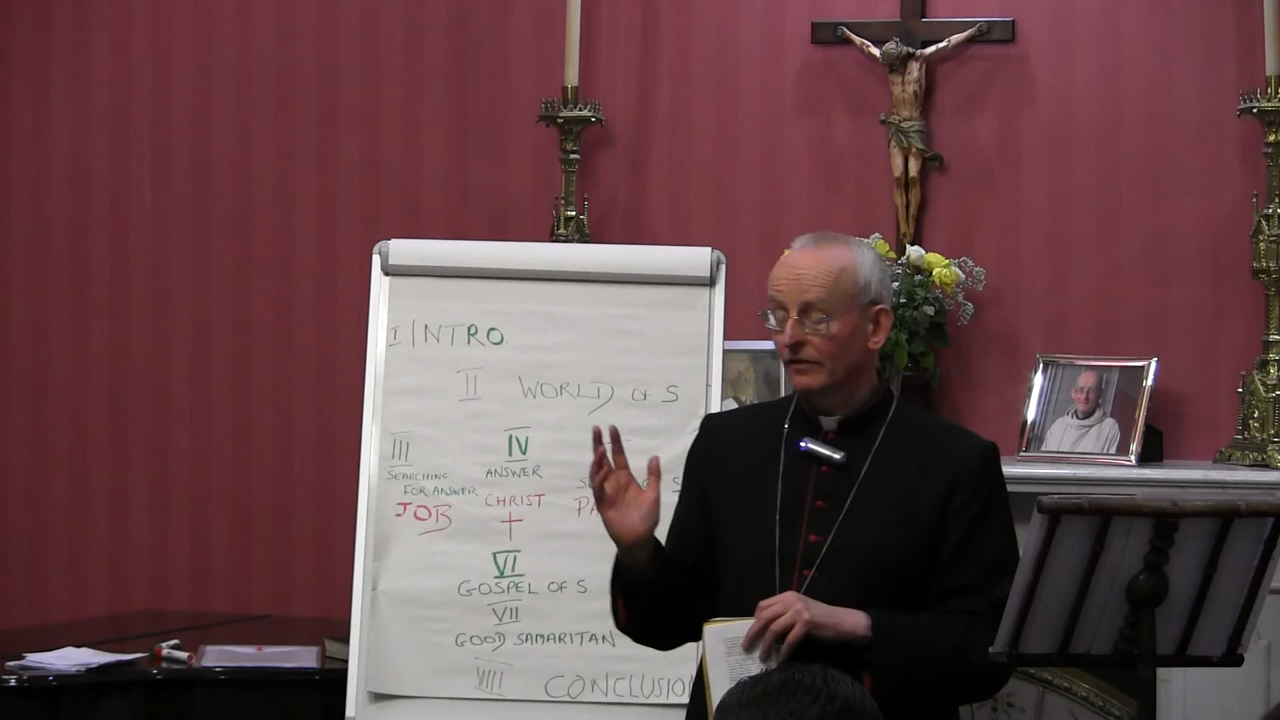 I INTRO
II WORLD OF S
III IV
SEARCHING ANSWER
FOR ANSWER
JOB CHRIST
VI
GOSPEL OF S.
VII
GOOD SAMARITAN
VIII CONCLUSION